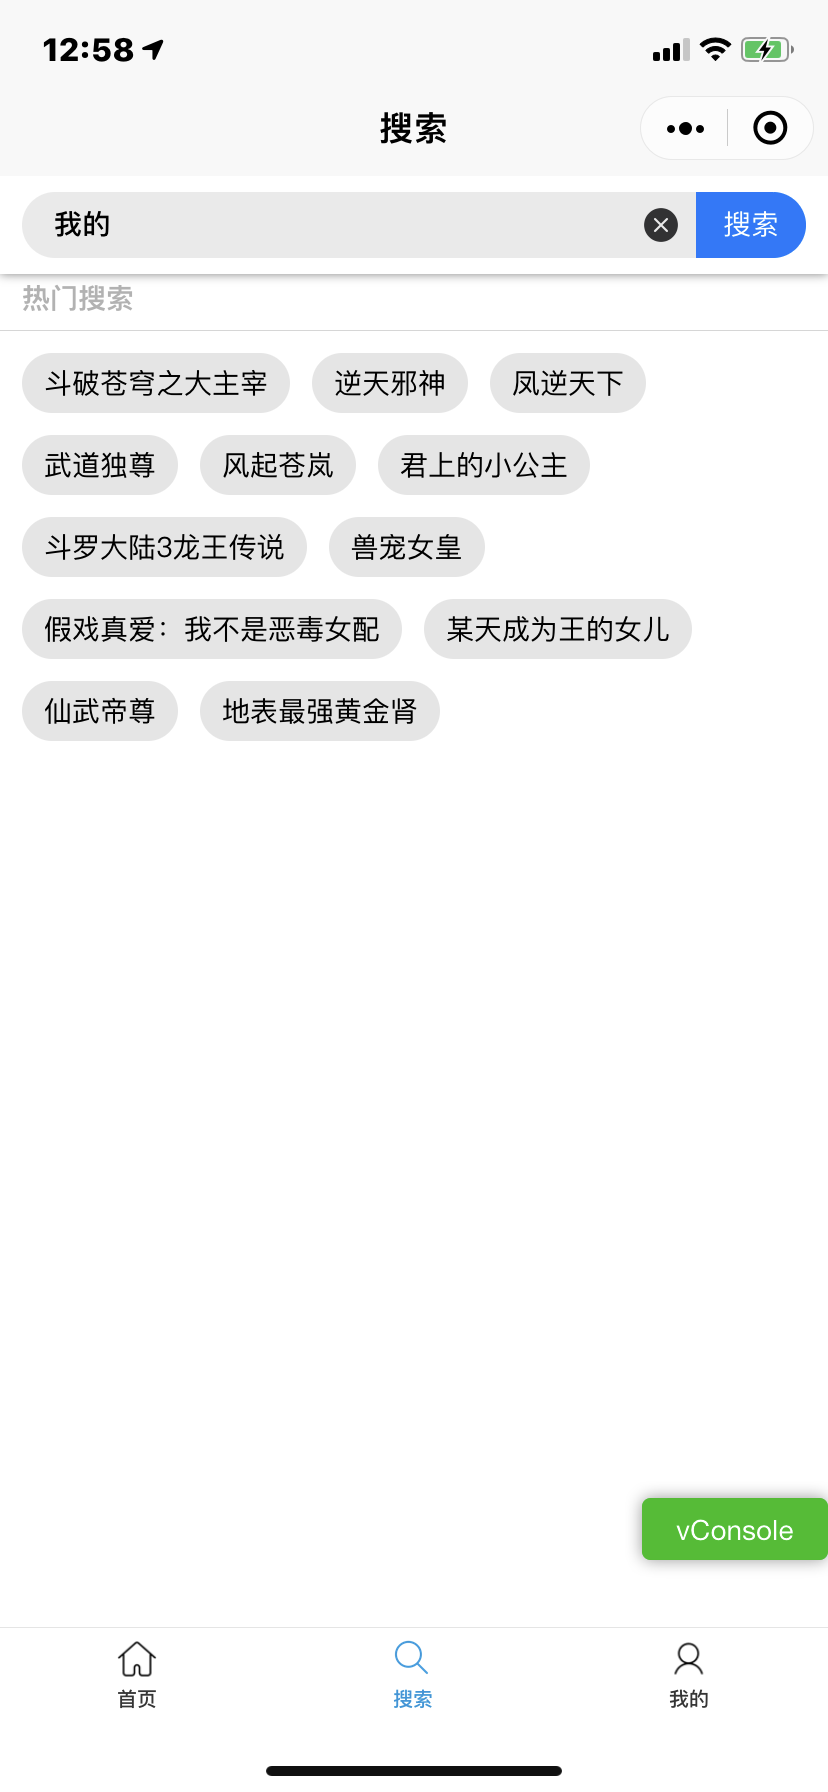 12:58
搜索
我的 搜索
热门搜索
斗破苍穹之大主宰 逆天邪神 凤逆天下
武道独尊 风起苍岚 君上的小公主
斗罗大陆3龙王传说 兽宠女皇
假戏真爱：我不是恶毒女配 某天成为王的女儿
仙武帝尊 地表最强黄金肾
vConsole
首页 搜索 我的